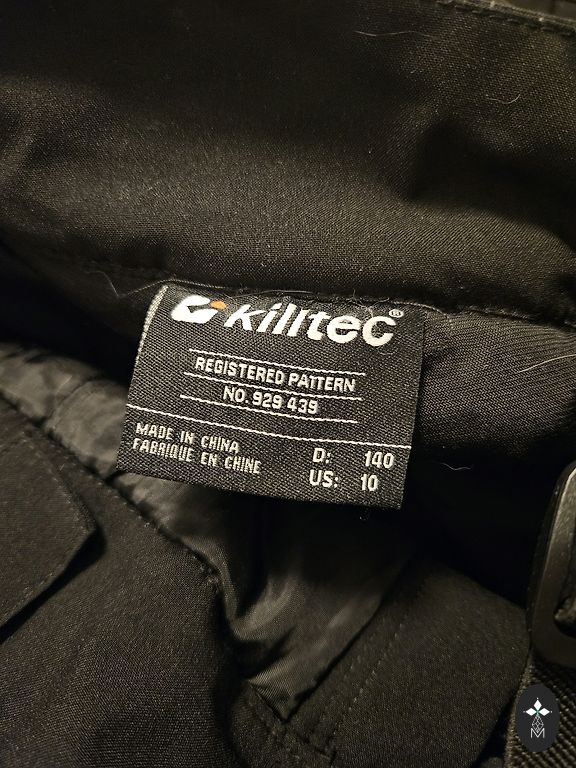 killtec®
REGISTERED PATTERN
NO. 929 439
MADE IN CHINA
FABRIQUE EN CHINE
D: 140
US: 10
M